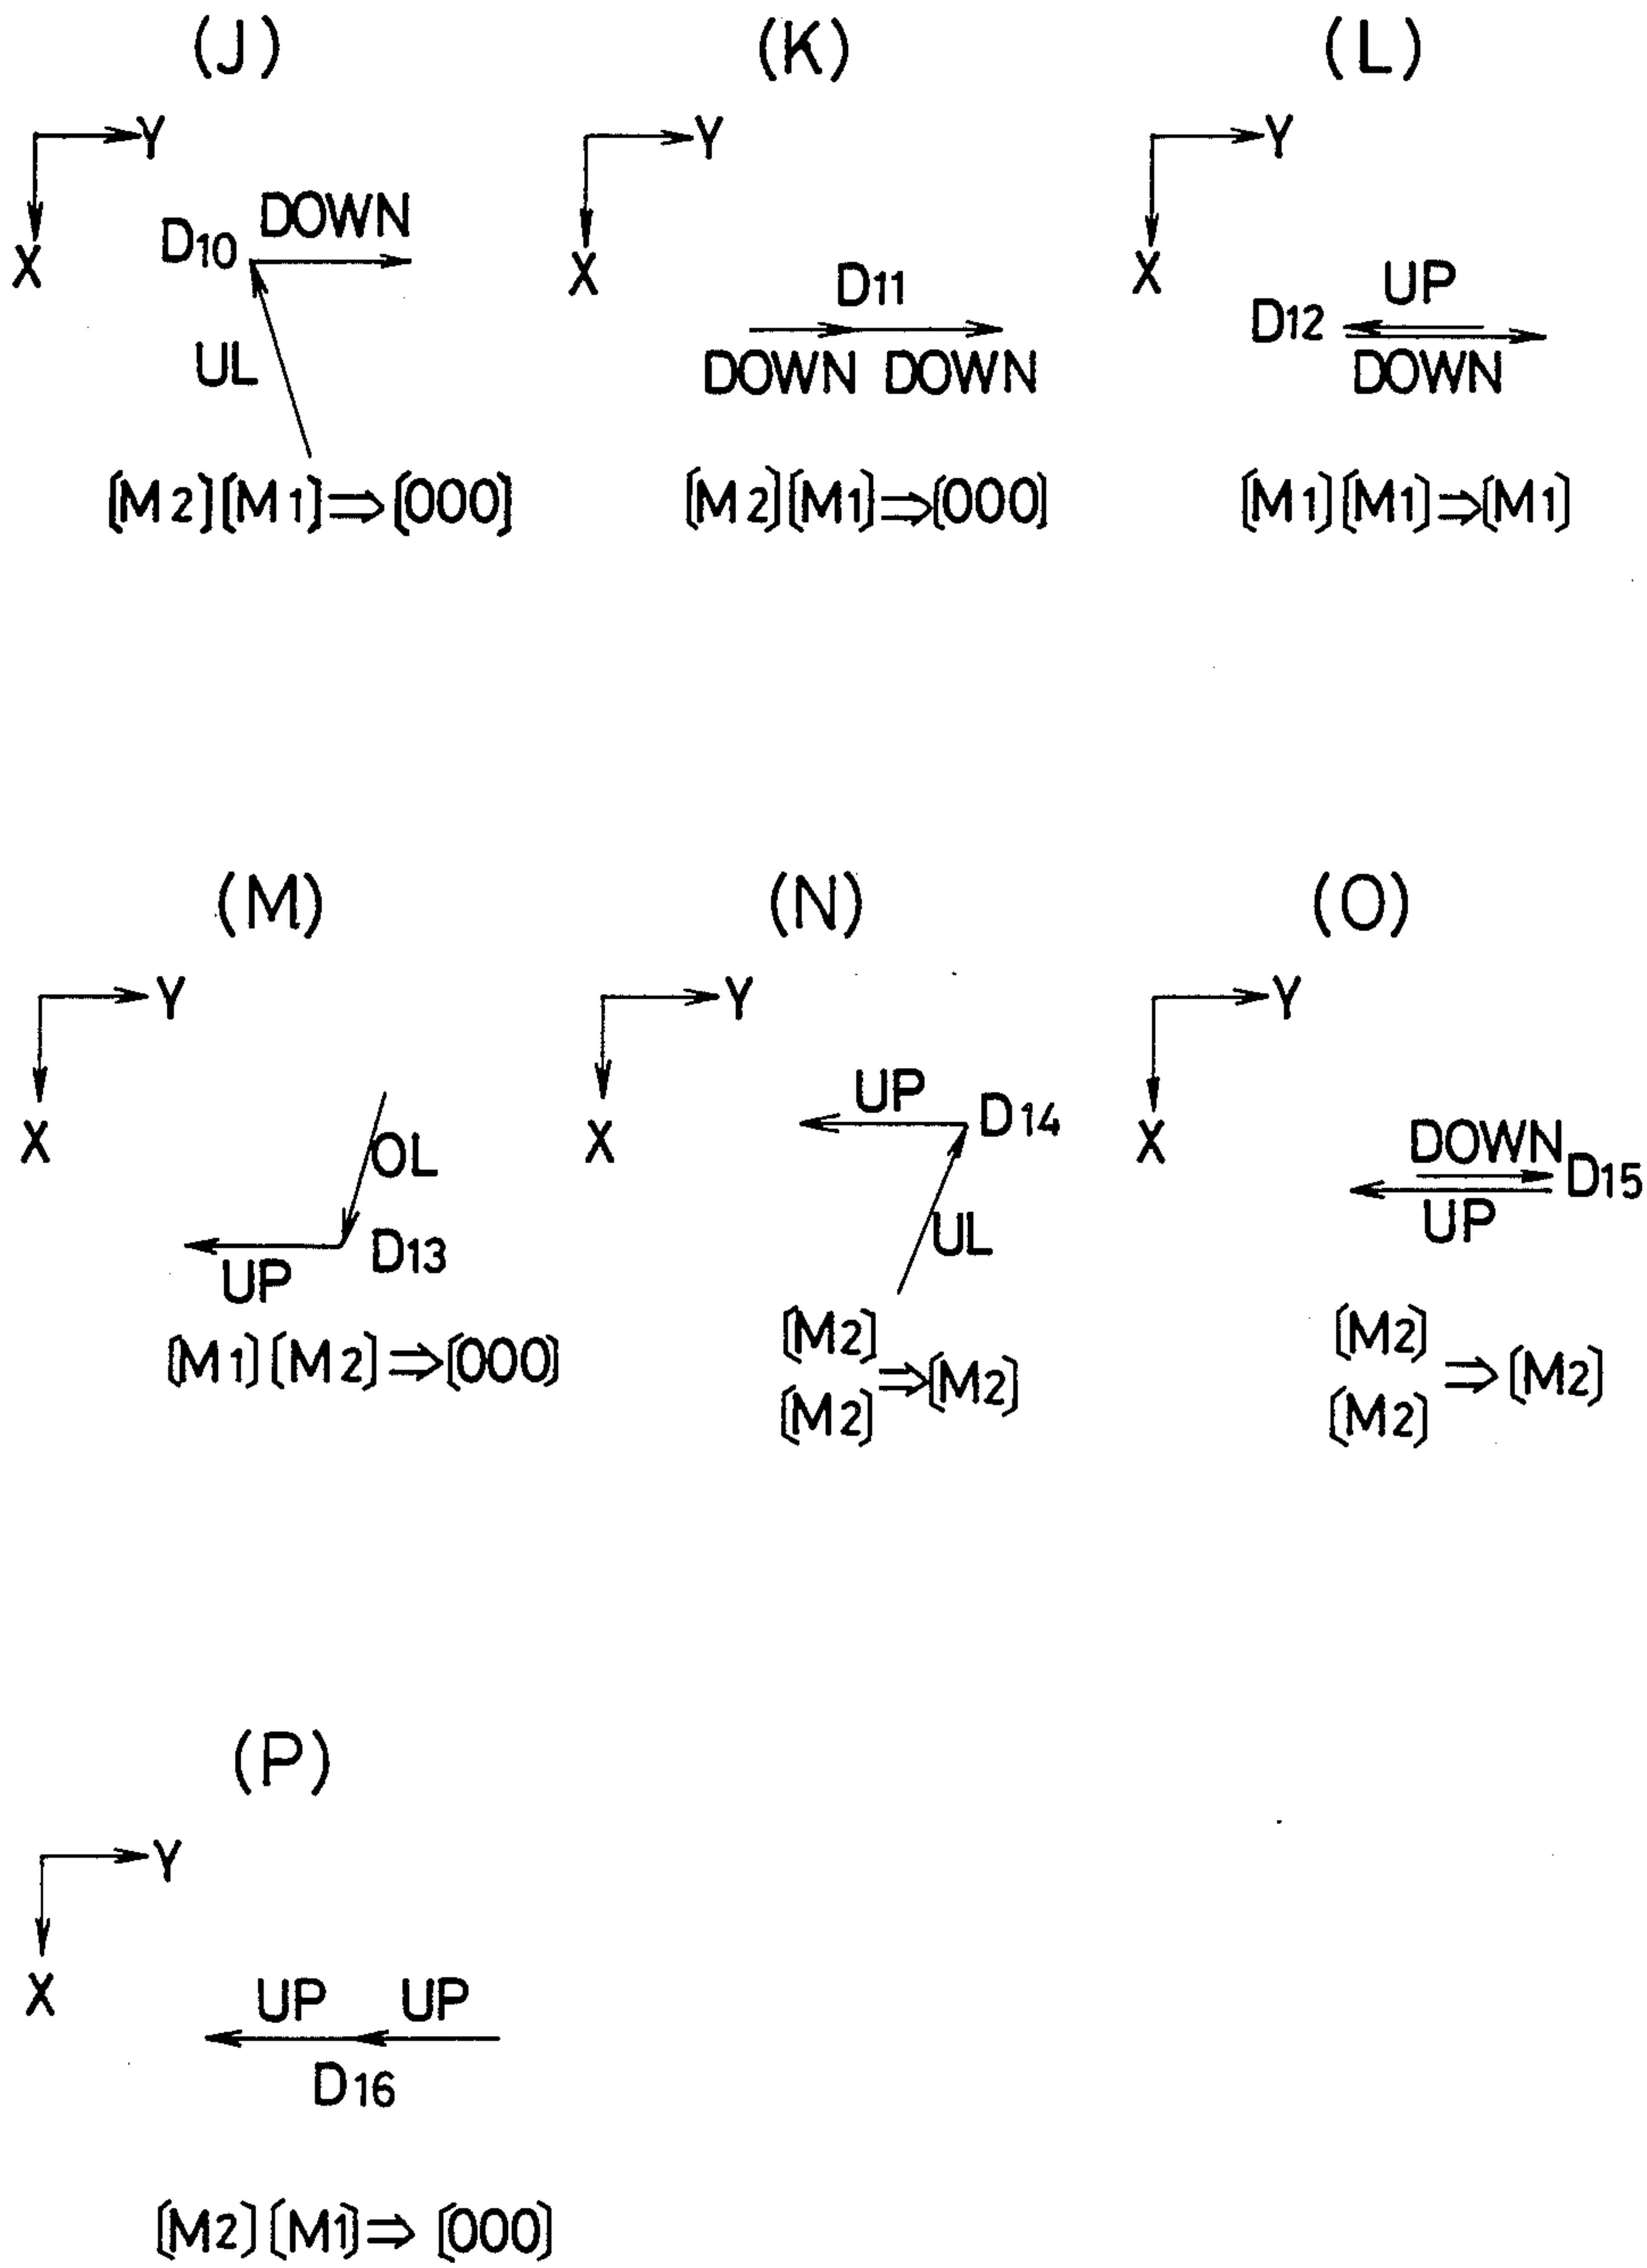 (J)
Y
X
D10 DOWN
UL
[M2][M1]⇒[000]
(K)
Y
X
D11
DOWN DOWN
[M2][M1]⇒[000]
(L)
Y
X
UP
D12
DOWN
[M1][M1]⇒[M1]
(M)
Y
X
OL
D13
UP
[M1][M2]⇒[000]
(N)
Y
X
UP
D14
UL
[M2]
⇒[M2]
[M2]
(O)
Y
X
DOWN
D15
UP
[M2]
⇒[M2]
[M2]
(P)
Y
X
UP UP
D16
[M2][M1]⇒[000]